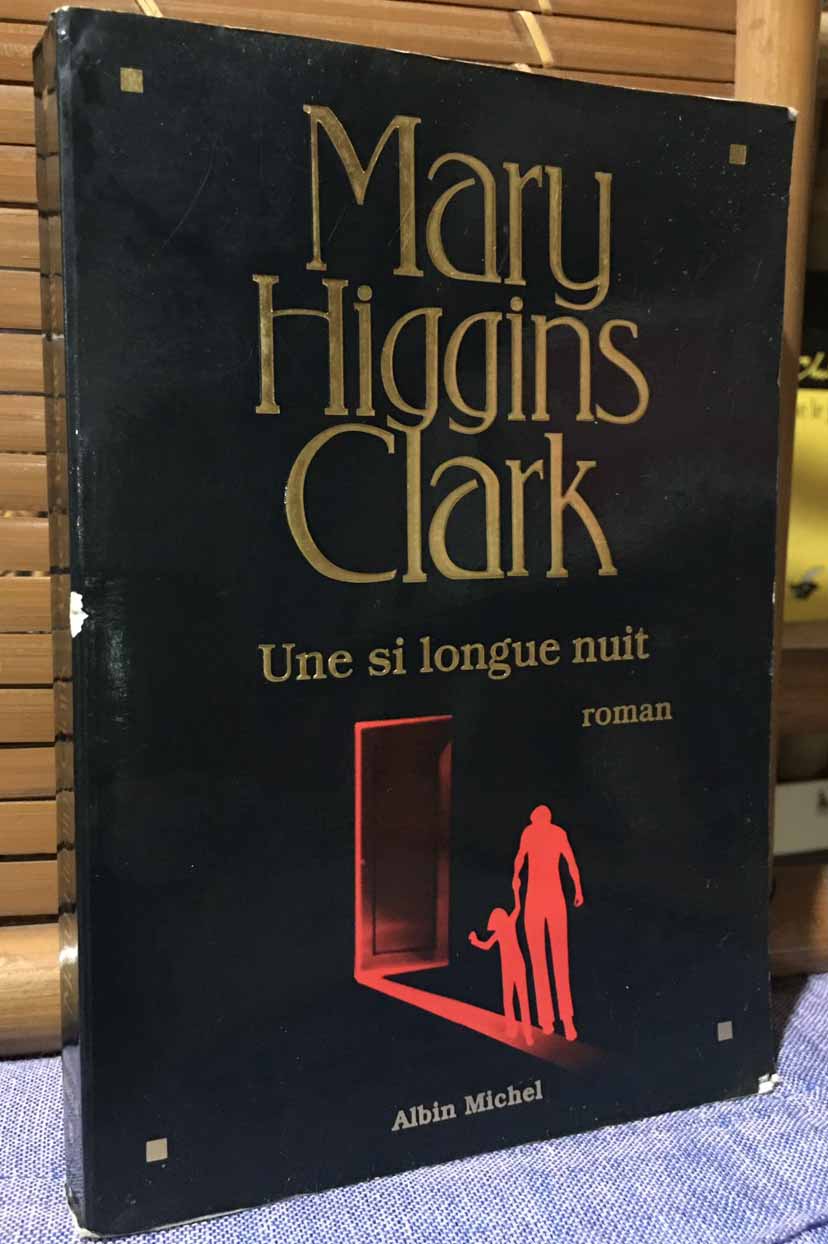 Mary
Higgins
Clark
Une si longue nuit
roman
Albin Michel